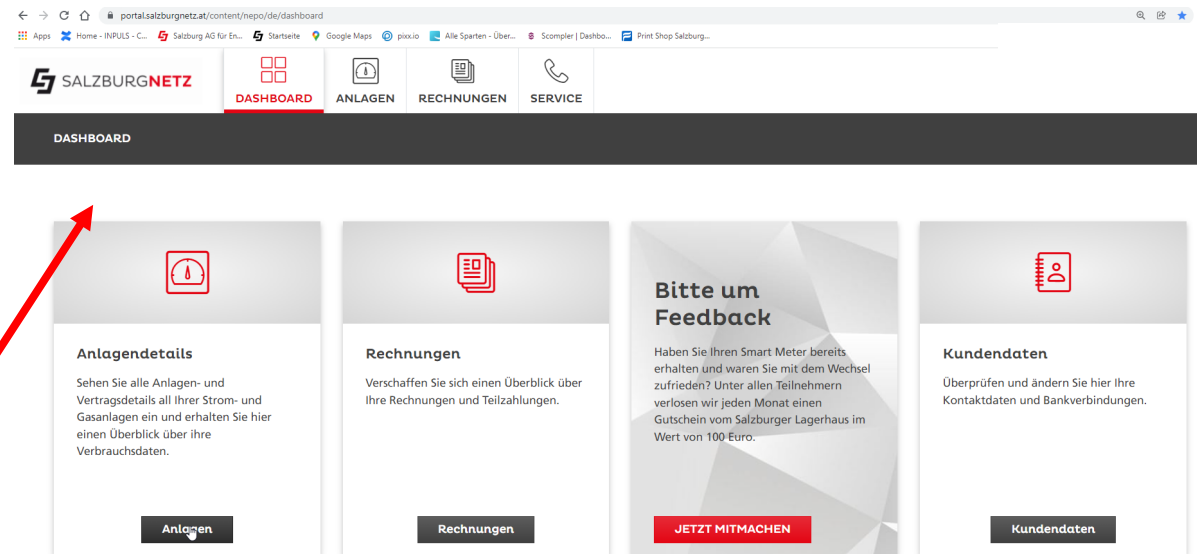 portal.salzburgnetz.at/content/nepo/de/dashboard
Apps Home - INPULS - C... Salzburg AG für En... Startseite Google Maps pixx.io Alle Sparten - Über... Scompler | Dashbo... Print Shop Salzburg...
SALZBURGNETZ
DASHBOARD ANLAGEN RECHNUNGEN SERVICE
DASHBOARD
Anlagendetails
Sehen Sie alle Anlagen- und
Vertragsdetails all Ihrer Strom- und
Gasanlagen ein und erhalten Sie hier
einen Überblick über ihre
Verbrauchsdaten.
Anlagen
Rechnungen
Verschaffen Sie sich einen Überblick über
Ihre Rechnungen und Teilzahlungen.
Rechnungen
Bitte um
Feedback
Haben Sie Ihren Smart Meter bereits
erhalten und waren Sie mit dem Wechsel
zufrieden? Unter allen Teilnehmern
verlosen wir jeden Monat einen
Gutschein vom Salzburger Lagerhaus im
Wert von 100 Euro.
JETZT MITMACHEN
Kundendaten
Überprüfen und ändern Sie hier Ihre
Kontaktdaten und Bankverbindungen.
Kundendaten